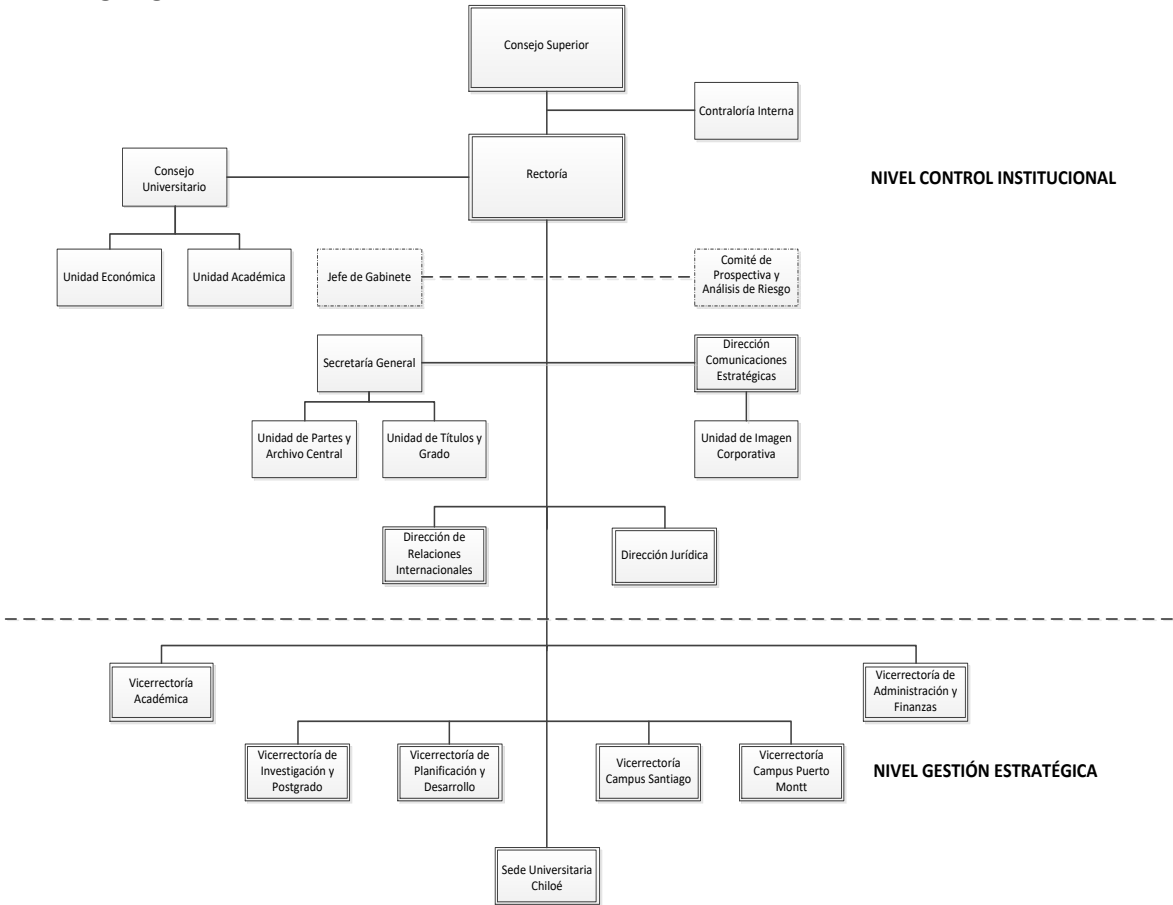 Consejo Superior
Contraloría Interna
Consejo
Universitario
Rectoría
NIVEL CONTROL INSTITUCIONAL
Unidad Económica
Unidad Académica
Jefe de Gabinete
Comité de
Prospectiva y
Análisis de Riesgo
Secretaría General
Dirección
Comunicaciones
Estratégicas
Unidad de Partes y
Archivo Central
Unidad de Títulos y
Grado
Unidad de Imagen
Corporativa
Dirección de
Relaciones
Internacionales
Dirección Jurídica
Vicerrectoría
Académica
Vicerrectoría de
Administración y
Finanzas
Vicerrectoría de
Investigación y
Postgrado
Vicerrectoría de
Planificación y
Desarrollo
Vicerrectoría
Campus Santiago
Vicerrectoría
Campus Puerto
Montt
NIVEL GESTIÓN ESTRATÉGICA
Sede Universitaria
Chiloé